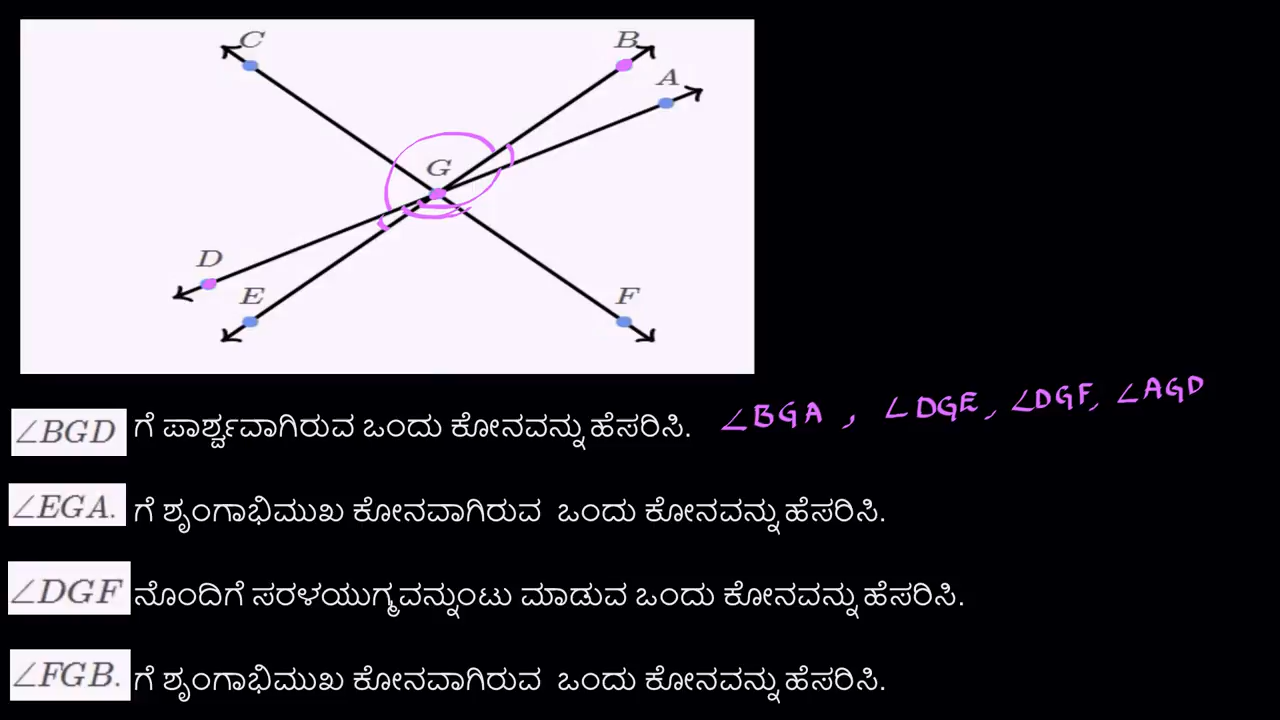 C
B
A
G
D
E
F
∠BGD ಗೆ ಪಾರ್ಶ್ವವಾಗಿರುವ ಒಂದು ಕೋನವನ್ನು ಹೆಸರಿಸಿ. ∠BGA , ∠DGE, ∠DGF, ∠AGD
∠EGA. ಗೆ ಶೃಂಗಾಭಿಮುಖ ಕೋನವಾಗಿರುವ ಒಂದು ಕೋನವನ್ನು ಹೆಸರಿಸಿ.
∠DGF ನೊಂದಿಗೆ ಸರಳಯುಗ್ಮವನ್ನುಂಟು ಮಾಡುವ ಒಂದು ಕೋನವನ್ನು ಹೆಸರಿಸಿ.
∠FGB. ಗೆ ಶೃಂಗಾಭಿಮುಖ ಕೋನವಾಗಿರುವ ಒಂದು ಕೋನವನ್ನು ಹೆಸರಿಸಿ.